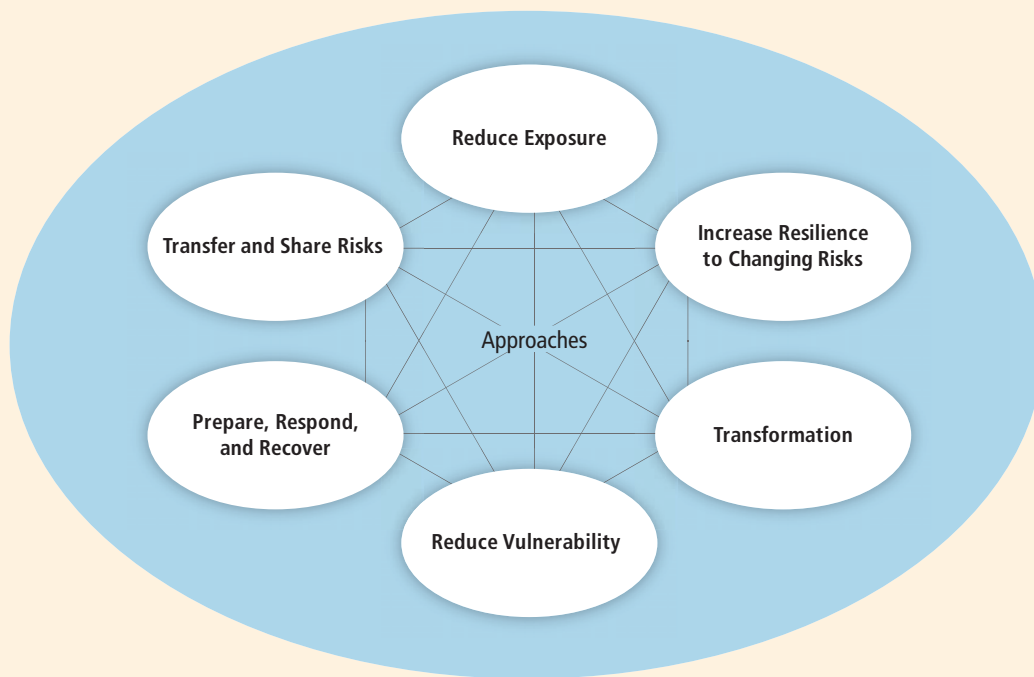 Reduce Exposure
Transfer and Share Risks
Increase Resilience
to Changing Risks
Approaches
Prepare, Respond,
and Recover
Transformation
Reduce Vulnerability